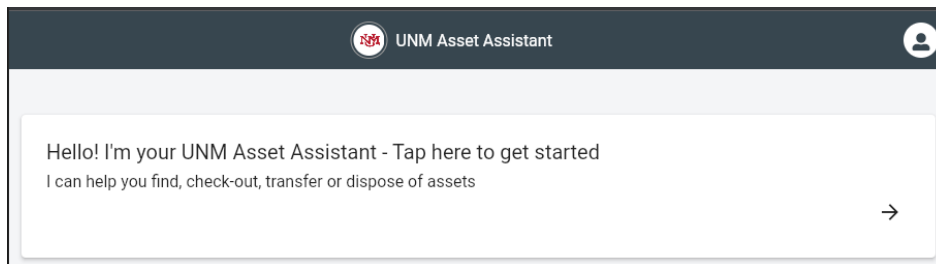 UNM Asset Assistant
Hello! I'm your UNM Asset Assistant - Tap here to get started
I can help you find, check-out, transfer or dispose of assets